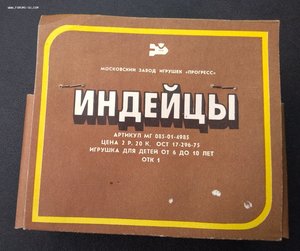 МОСКОВСКИЙ ЗАВОД ИГРУШЕК «ПРОГРЕСС»
ИНДЕЙЦЫ
АРТИКУЛ МГ 085-01-4985
ЦЕНА 2 Р. 20 К. ОСТ 17-296-75
ИГРУШКА ДЛЯ ДЕТЕЙ ОТ 6 ДО 10 ЛЕТ
ОТК 1